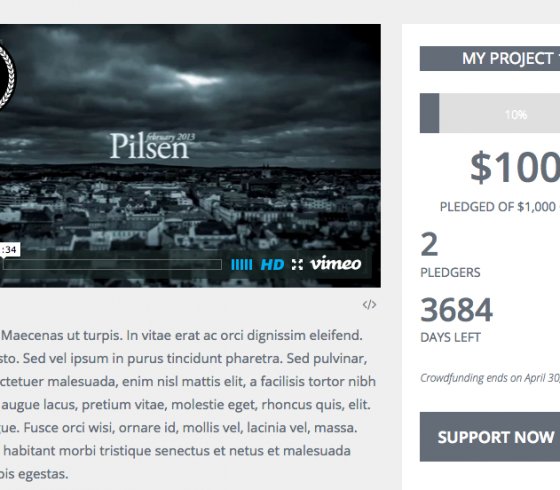 Pilsen
february 2013
:34
HD
vimeo
</>
Maecenas ut turpis. In vitae erat ac orci dignissim eleifend.
sto. Sed vel ipsum in purus tincidunt pharetra. Sed pulvinar,
ctetuer malesuada, enim nisl mattis elit, a facilisis tortor nibh
augue lacus, pretium vitae, molestie eget, rhoncus quis, elit.
ue. Fusce orci wisi, ornare id, mollis vel, lacinia vel, massa.
habitant morbi tristique senectus et netus et malesuada
pis egestas.
MY PROJECT
10%
$100
PLEDGED OF $1,000
2
PLEDGERS
3684
DAYS LEFT
Crowdfunding ends on April 30,
SUPPORT NOW